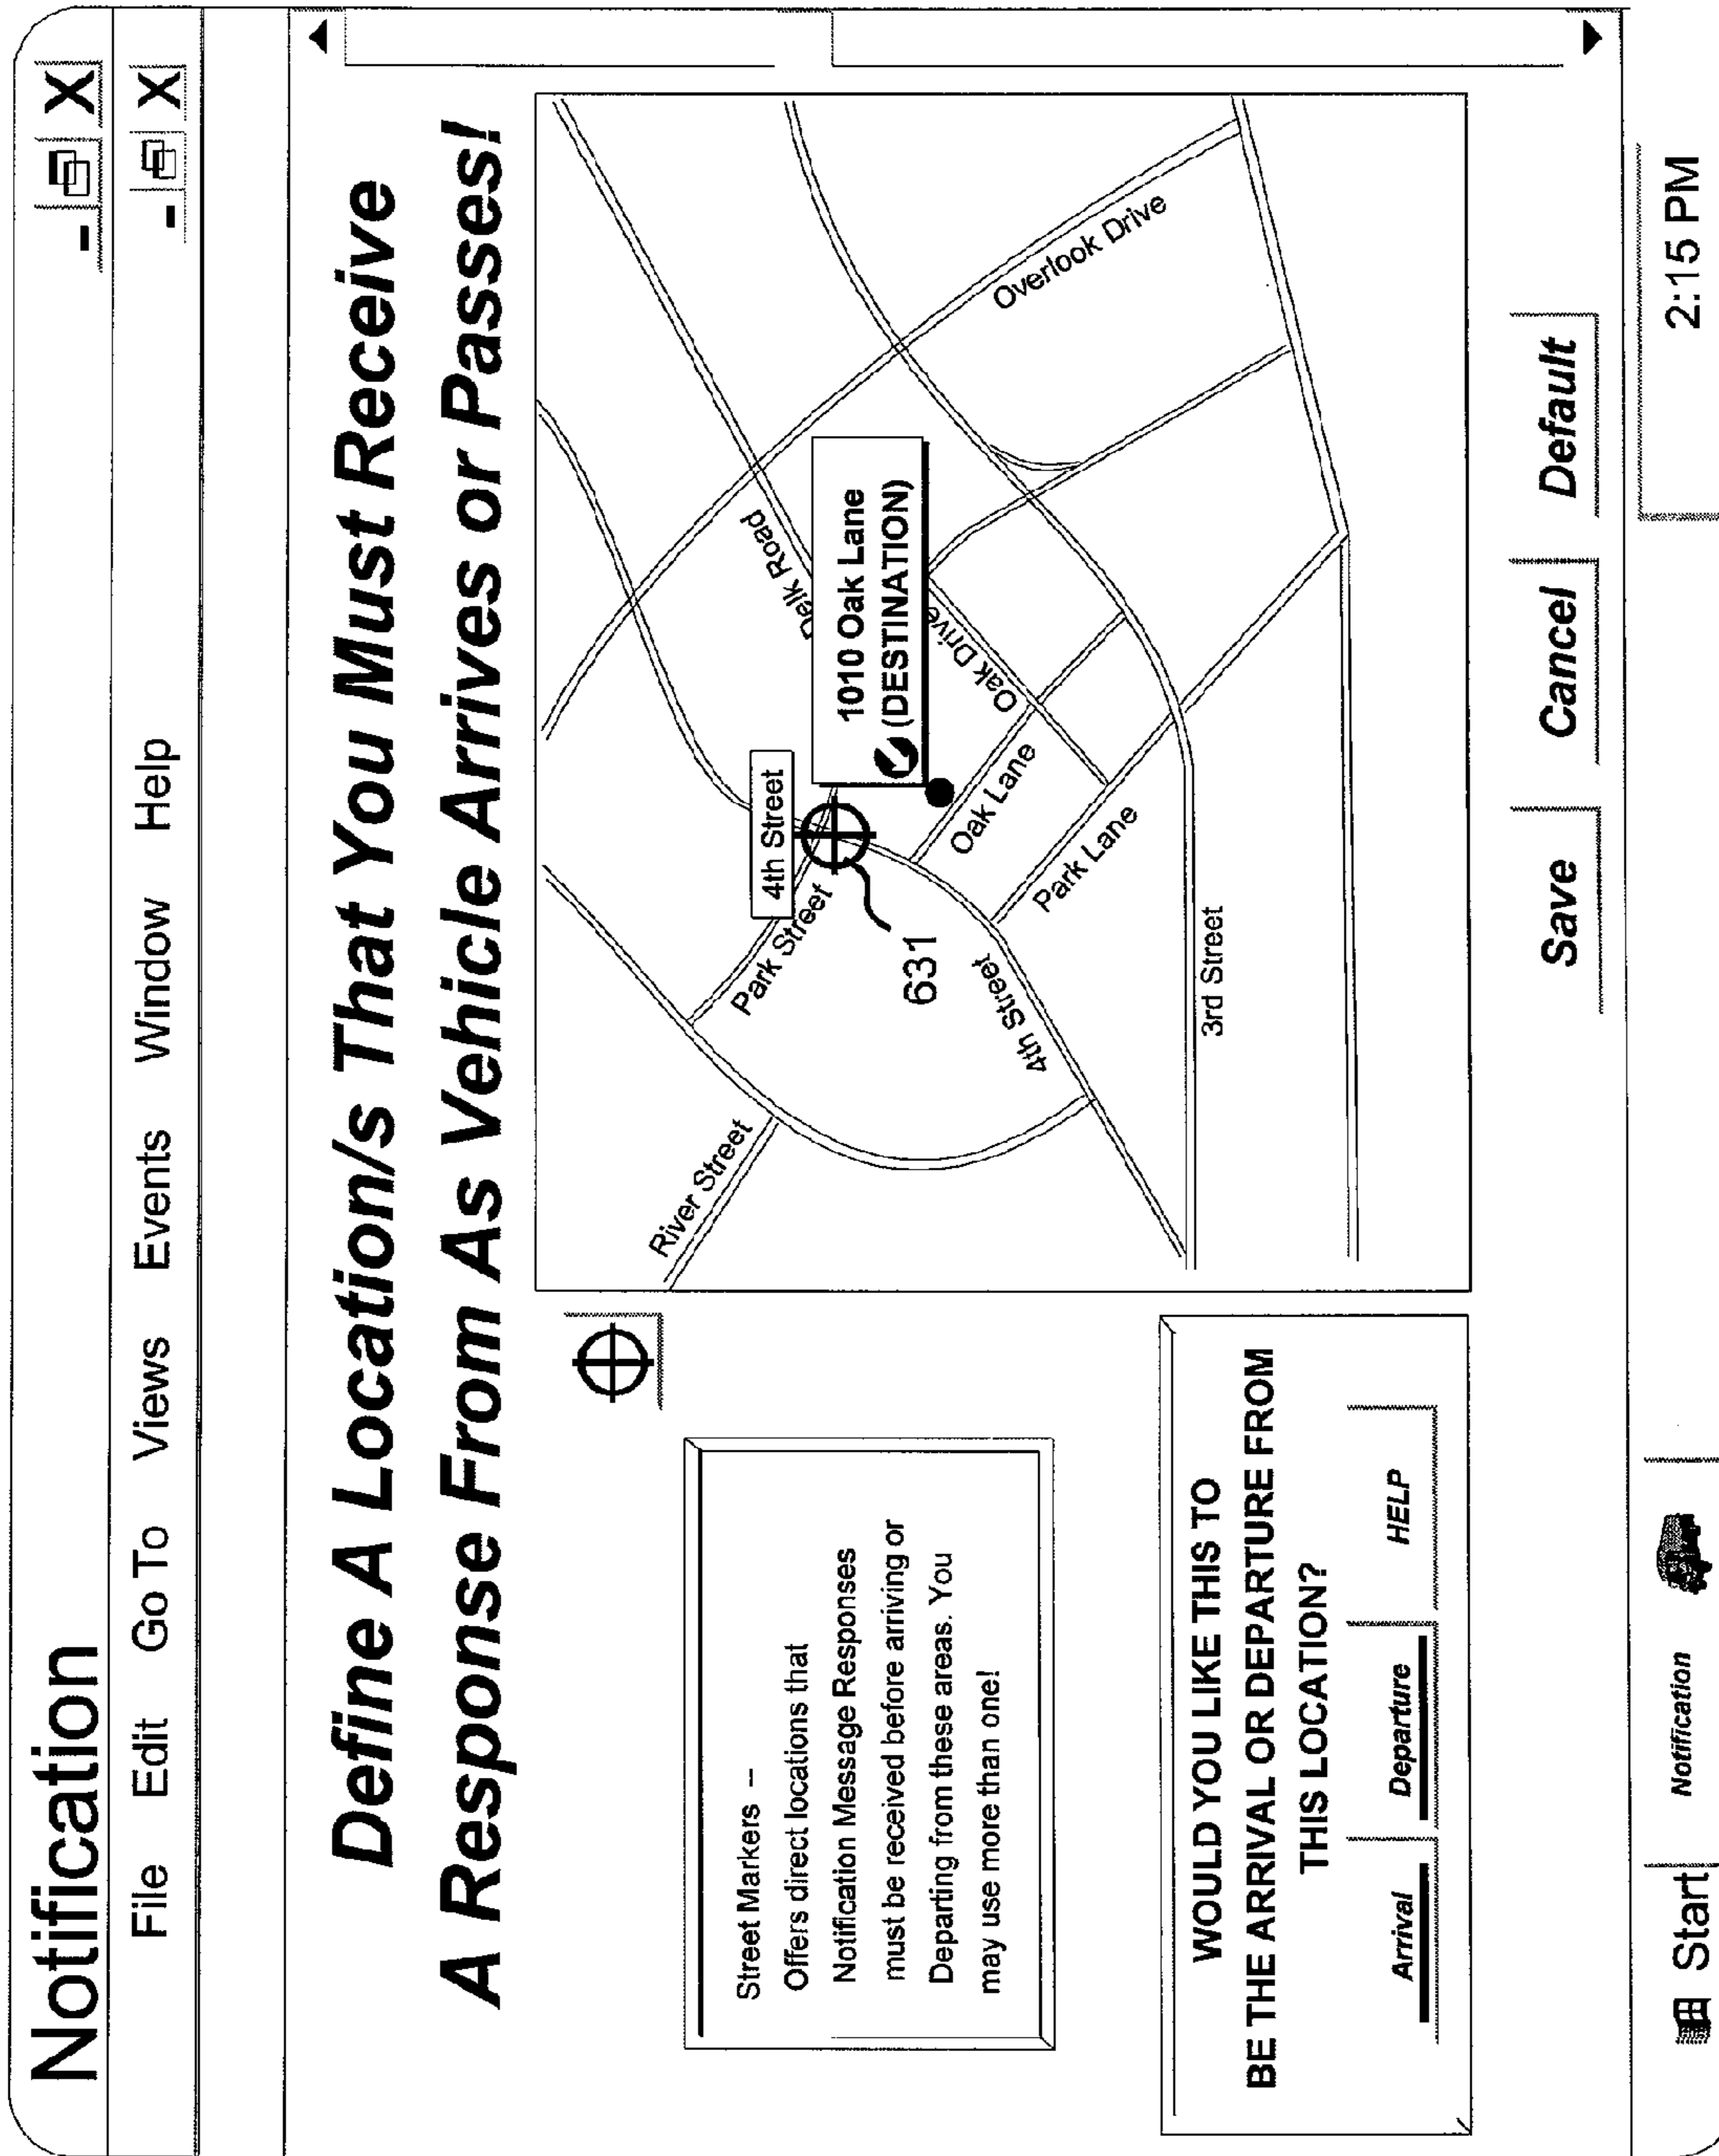 Notification
X
X
File Edit Go To Views Events Window Help
Define A Location/s That You Must Receive
A Response From As Vehicle Arrives or Passes!
Street Markers –
Offers direct locations that
Notification Message Responses
must be received before arriving or
Departing from these areas. You
may use more than one!
WOULD YOU LIKE THIS TO
BE THE ARRIVAL OR DEPARTURE FROM
THIS LOCATION?
Arrival Departure HELP
River Street
Park Street
4th Street
631
4th Street
3rd Street
Park Lane
Oak Lane
Oak Drive
1010 Oak Lane
(DESTINATION)
Delk Road
Overlook Drive
Save Cancel Default
Start Notification 2:15 PM